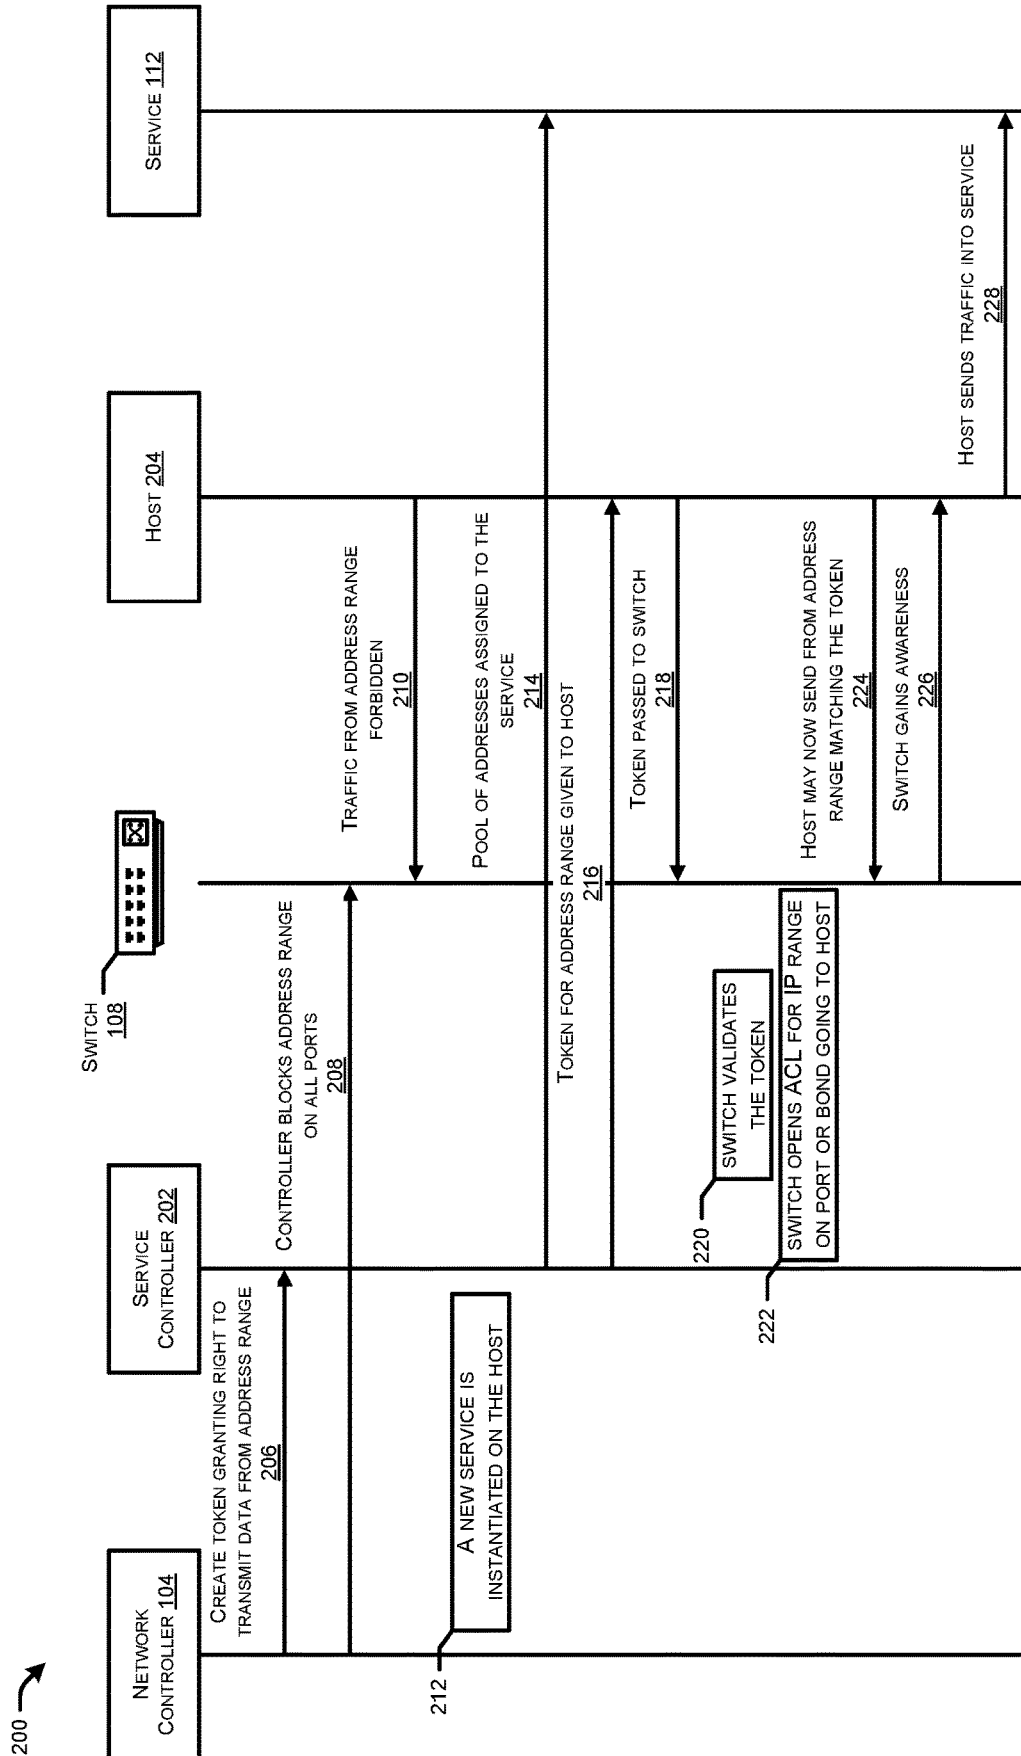 200
NETWORK
CONTROLLER 104
SERVICE
CONTROLLER 202
SWITCH
108
HOST 204
SERVICE 112
CREATE TOKEN GRANTING RIGHT TO
TRANSMIT DATA FROM ADDRESS RANGE
206
CONTROLLER BLOCKS ADDRESS RANGE
ON ALL PORTS
208
TRAFFIC FROM ADDRESS RANGE
FORBIDDEN
210
212
A NEW SERVICE IS
INSTANTIATED ON THE HOST
POOL OF ADDRESSES ASSIGNED TO THE
SERVICE
214
TOKEN FOR ADDRESS RANGE GIVEN TO HOST
216
TOKEN PASSED TO SWITCH
218
220
SWITCH VALIDATES
THE TOKEN
222
SWITCH OPENS ACL FOR IP RANGE
ON PORT OR BOND GOING TO HOST
HOST MAY NOW SEND FROM ADDRESS
RANGE MATCHING THE TOKEN
224
SWITCH GAINS AWARENESS
226
HOST SENDS TRAFFIC INTO SERVICE
228